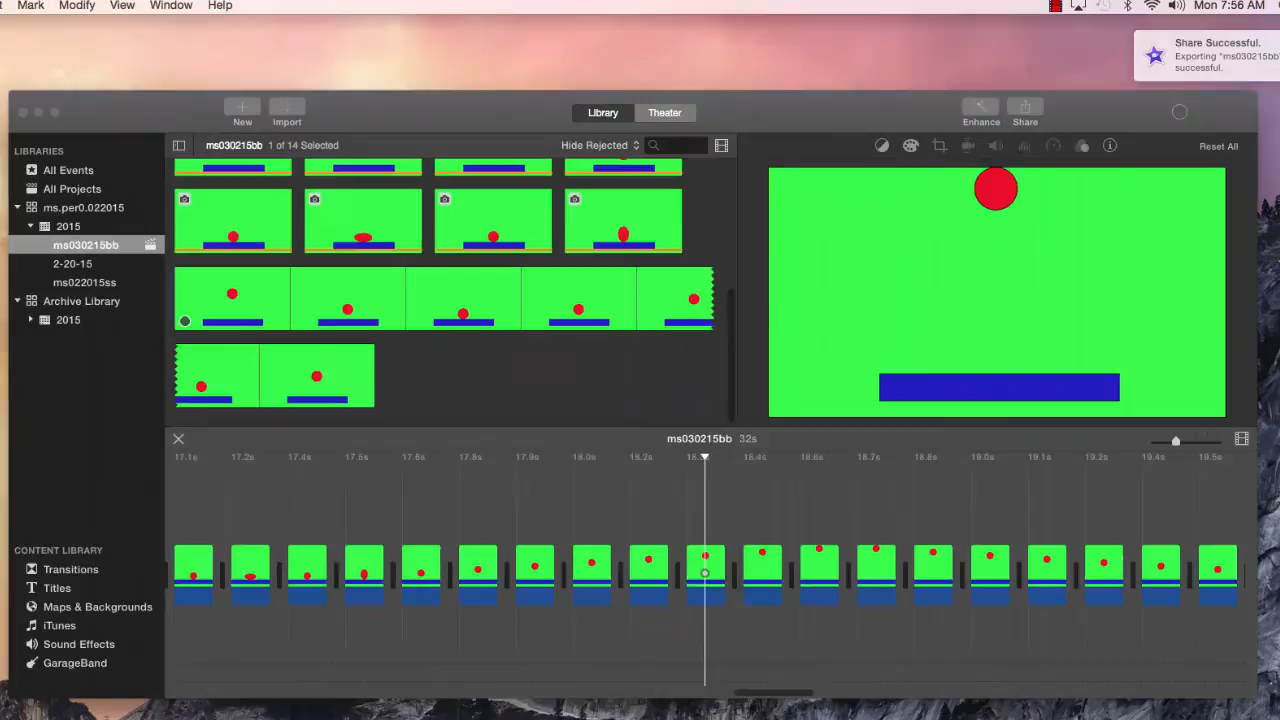 Mark Modify View Window Help Mon 7:56 AM
Share Successful.
Exporting "ms030215bb"
successful.
New Import Library Theater Enhance Share
LIBRARIES
ms030215bb 1 of 14 Selected Hide Rejected Reset All
All Events
All Projects
ms.per0.022015
2015
ms030215bb
2-20-15
ms022015ss
Archive Library
2015
ms030215bb 32s
17.1s 17.2s 17.4s 17.5s 17.6s 17.8s 17.9s 18.0s 18.2s 18.4s 18.6s 18.7s 18.8s 19.0s 19.1s 19.2s 19.4s 19.5s
CONTENT LIBRARY
Transitions
T Titles
Maps & Backgrounds
iTunes
Sound Effects
GarageBand